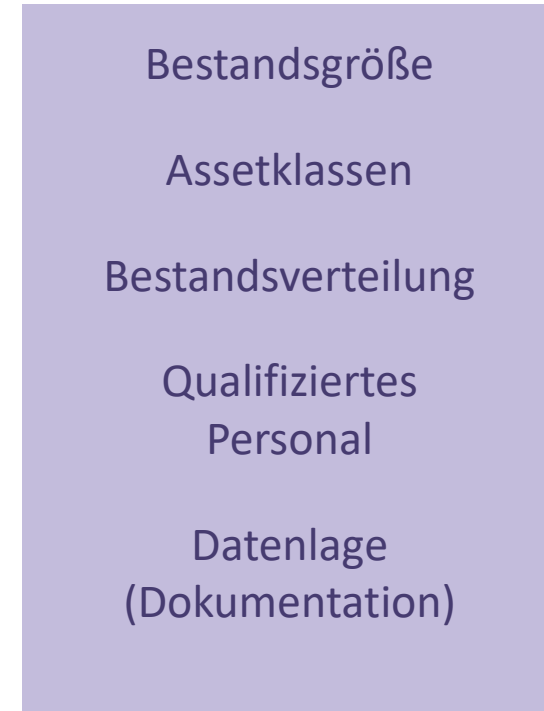 Bestandsgröße
Assetklassen
Bestandsverteilung
Qualifiziertes
Personal
Datenlage
(Dokumentation)